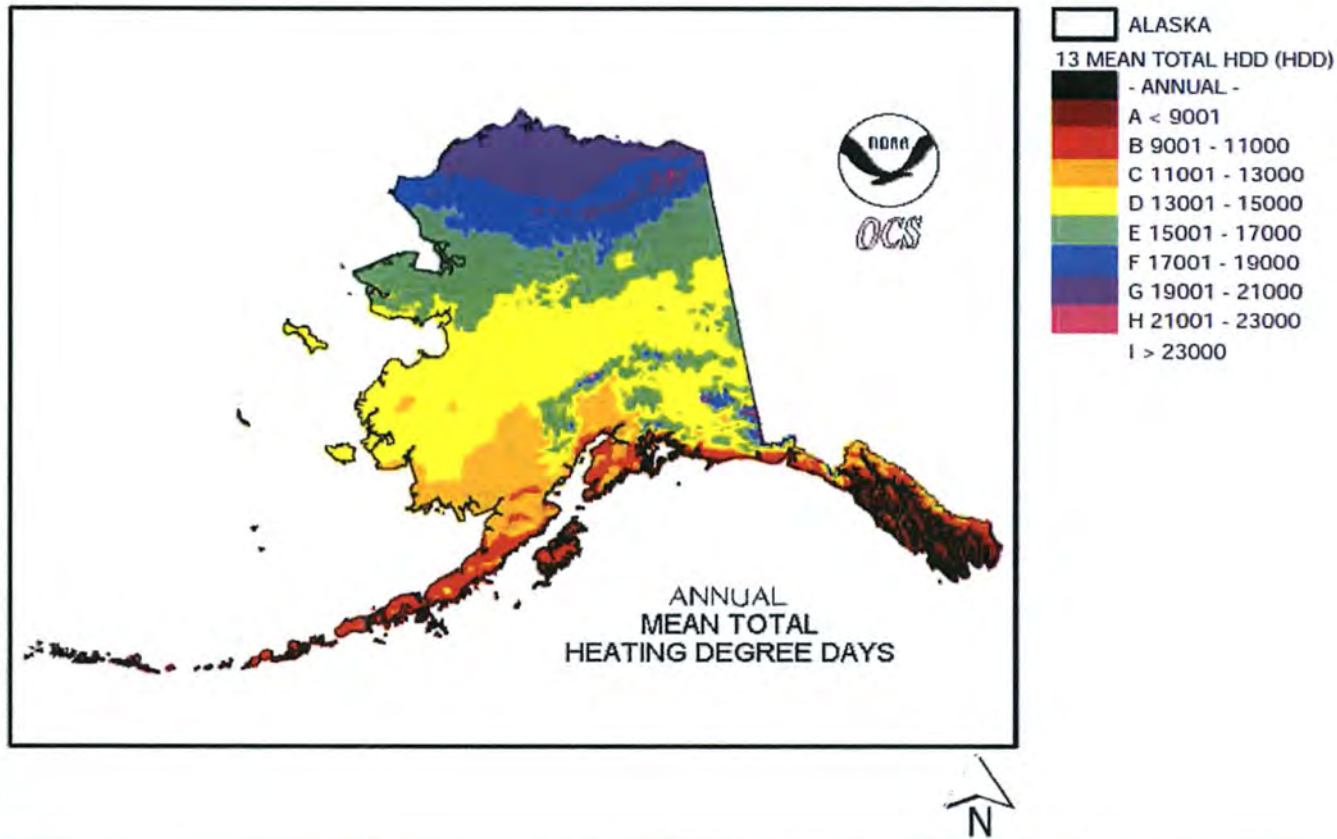 ALASKA
13 MEAN TOTAL HDD (HDD)
- ANNUAL -
A < 9001
B 9001 - 11000
C 11001 - 13000
D 13001 - 15000
E 15001 - 17000
F 17001 - 19000
G 19001 - 21000
H 21001 - 23000
I > 23000
NOAA
OCS
ANNUAL
MEAN TOTAL
HEATING DEGREE DAYS
N